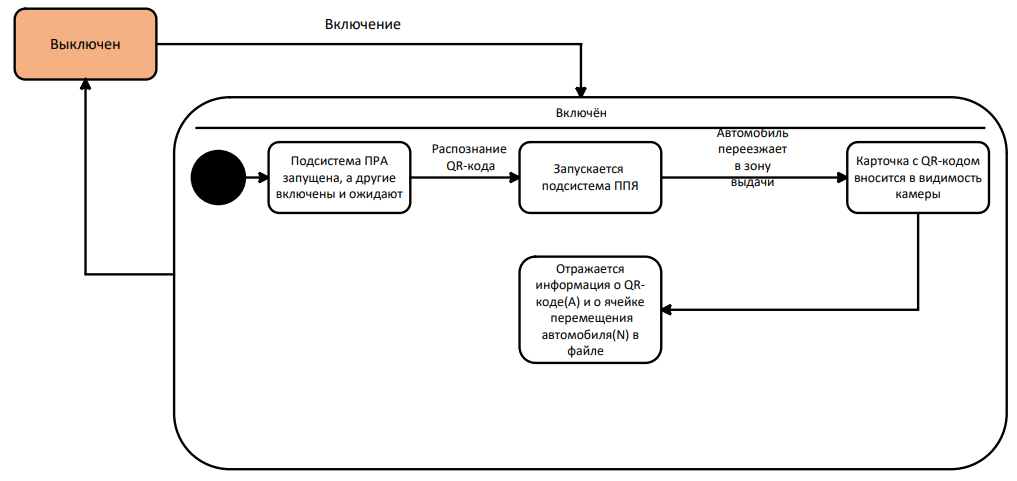 Включение
Выключен
Включён
Подсистема ПРА
запущена, а другие
включены и ожидают
Распознание
QR-кода
Запускается
подсистема ППЯ
Автомобиль
переезжает
в зону
выдачи
Карточка с QR-кодом
вносится в видимость
камеры
Отражается
информация о QR-
коде(A) и о ячейке
перемещения
автомобиля(N) в
файле